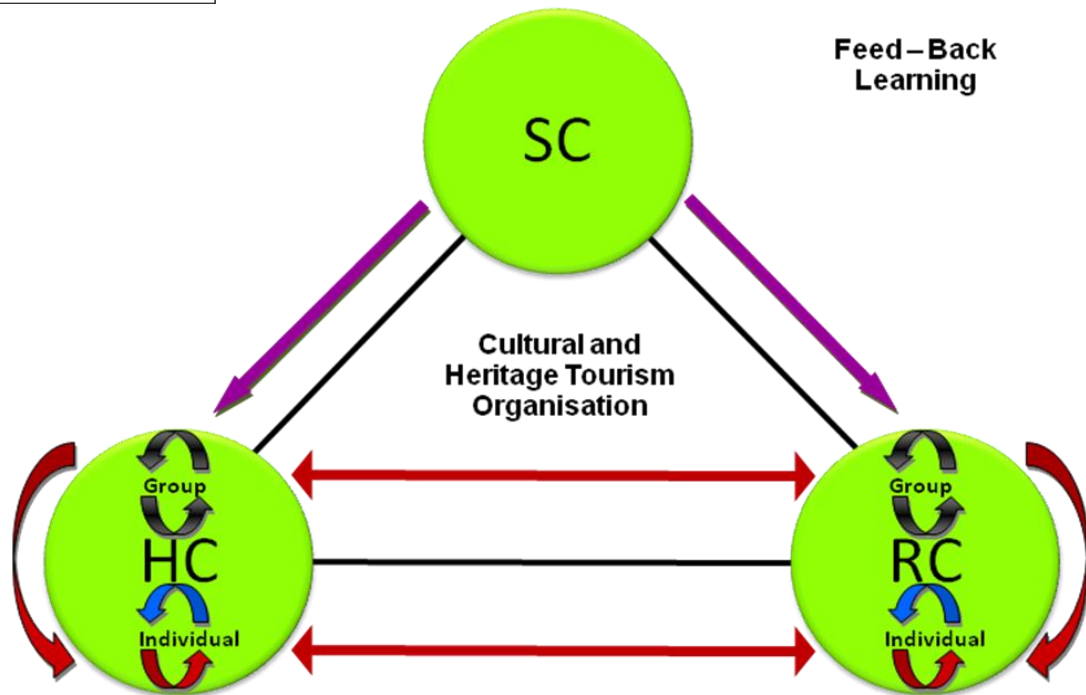 Feed – Back
Learning
SC
Cultural and
Heritage Tourism
Organisation
Group
HC
Individual
Group
RC
Individual